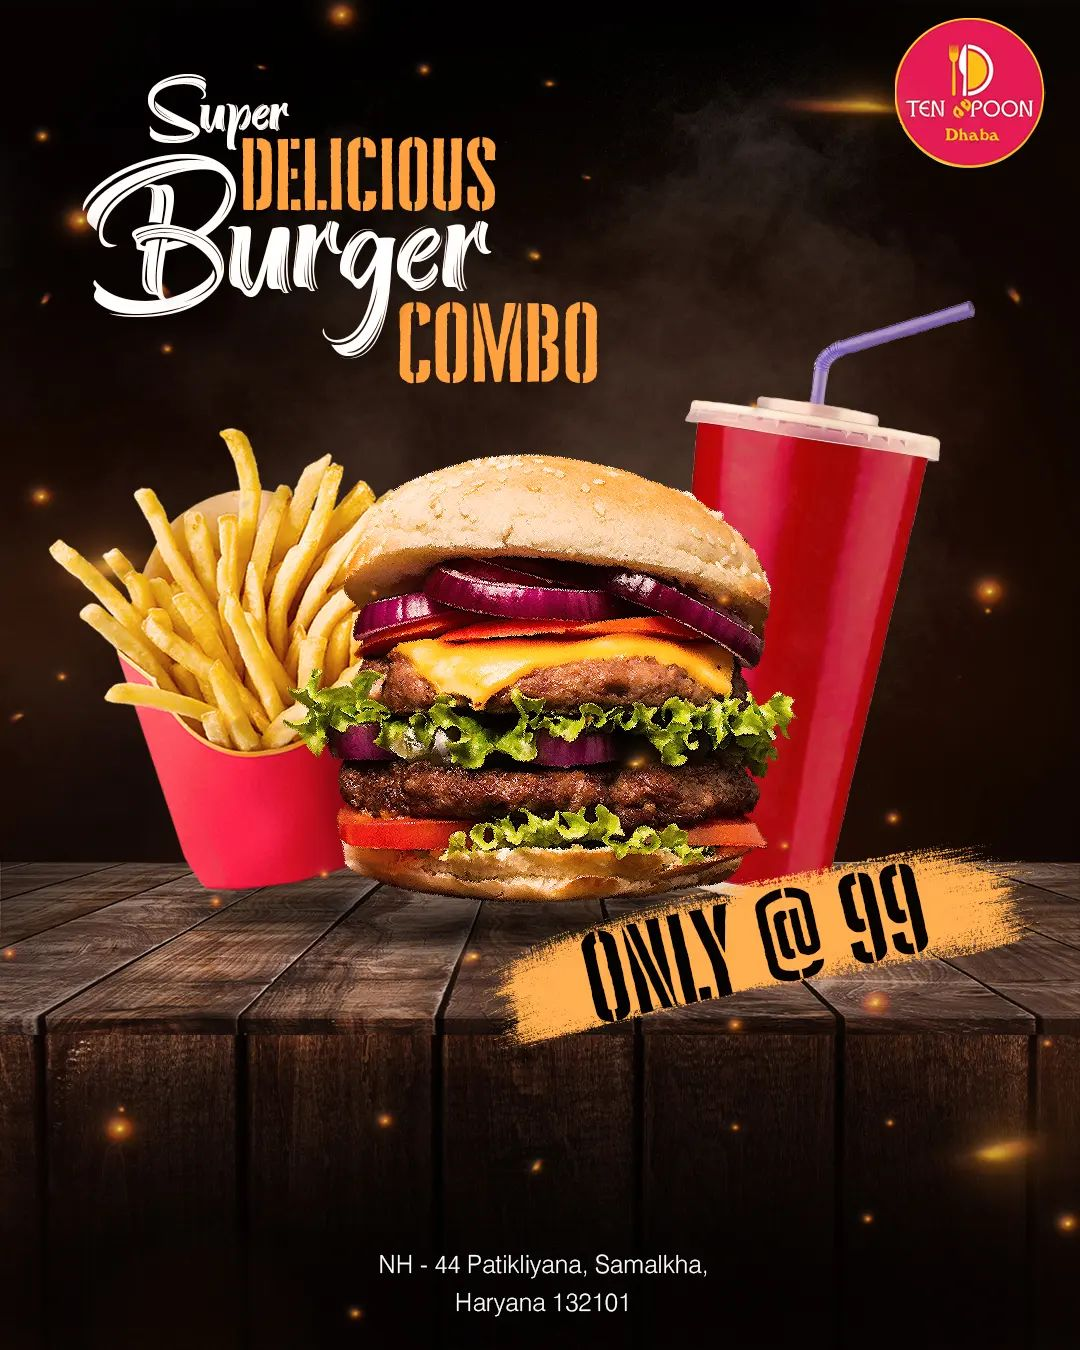 Super
DELICIOUS
Burger
COMBO
TEN SPOON
Dhaba
ONLY @ 99
NH - 44 Patikliyana, Samalkha,
Haryana 132101